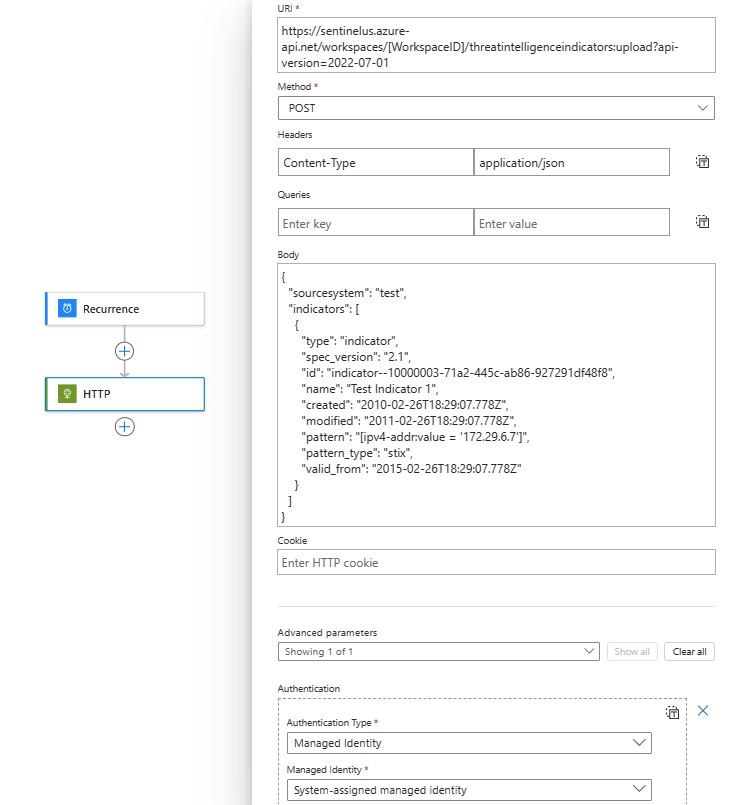 URI *
https://sentinelus.azure-
api.net/workspaces/[WorkspaceID]/threatintelligenceindicators:upload?api-
version=2022-07-01
Method *
POST
Headers
Content-Type
application/json
Queries
Enter key
Enter value
Body
{
"sourcesystem": "test",
"indicators": [
{
"type": "indicator",
"spec_version": "2.1",
"id": "indicator--10000003-71a2-445c-ab86-927291df48f8",
"name": "Test Indicator 1",
"created": "2010-02-26T18:29:07.778Z",
"modified": "2011-02-26T18:29:07.778Z",
"pattern": "[ipv4-addr:value = '172.29.6.7']",
"pattern_type": "stix",
"valid_from": "2015-02-26T18:29:07.778Z"
}
]
}
Recurrence
HTTP
Cookie
Enter HTTP cookie
Advanced parameters
Showing 1 of 1
Show all
Clear all
Authentication
Authentication Type *
Managed Identity
Managed Identity *
System-assigned managed identity